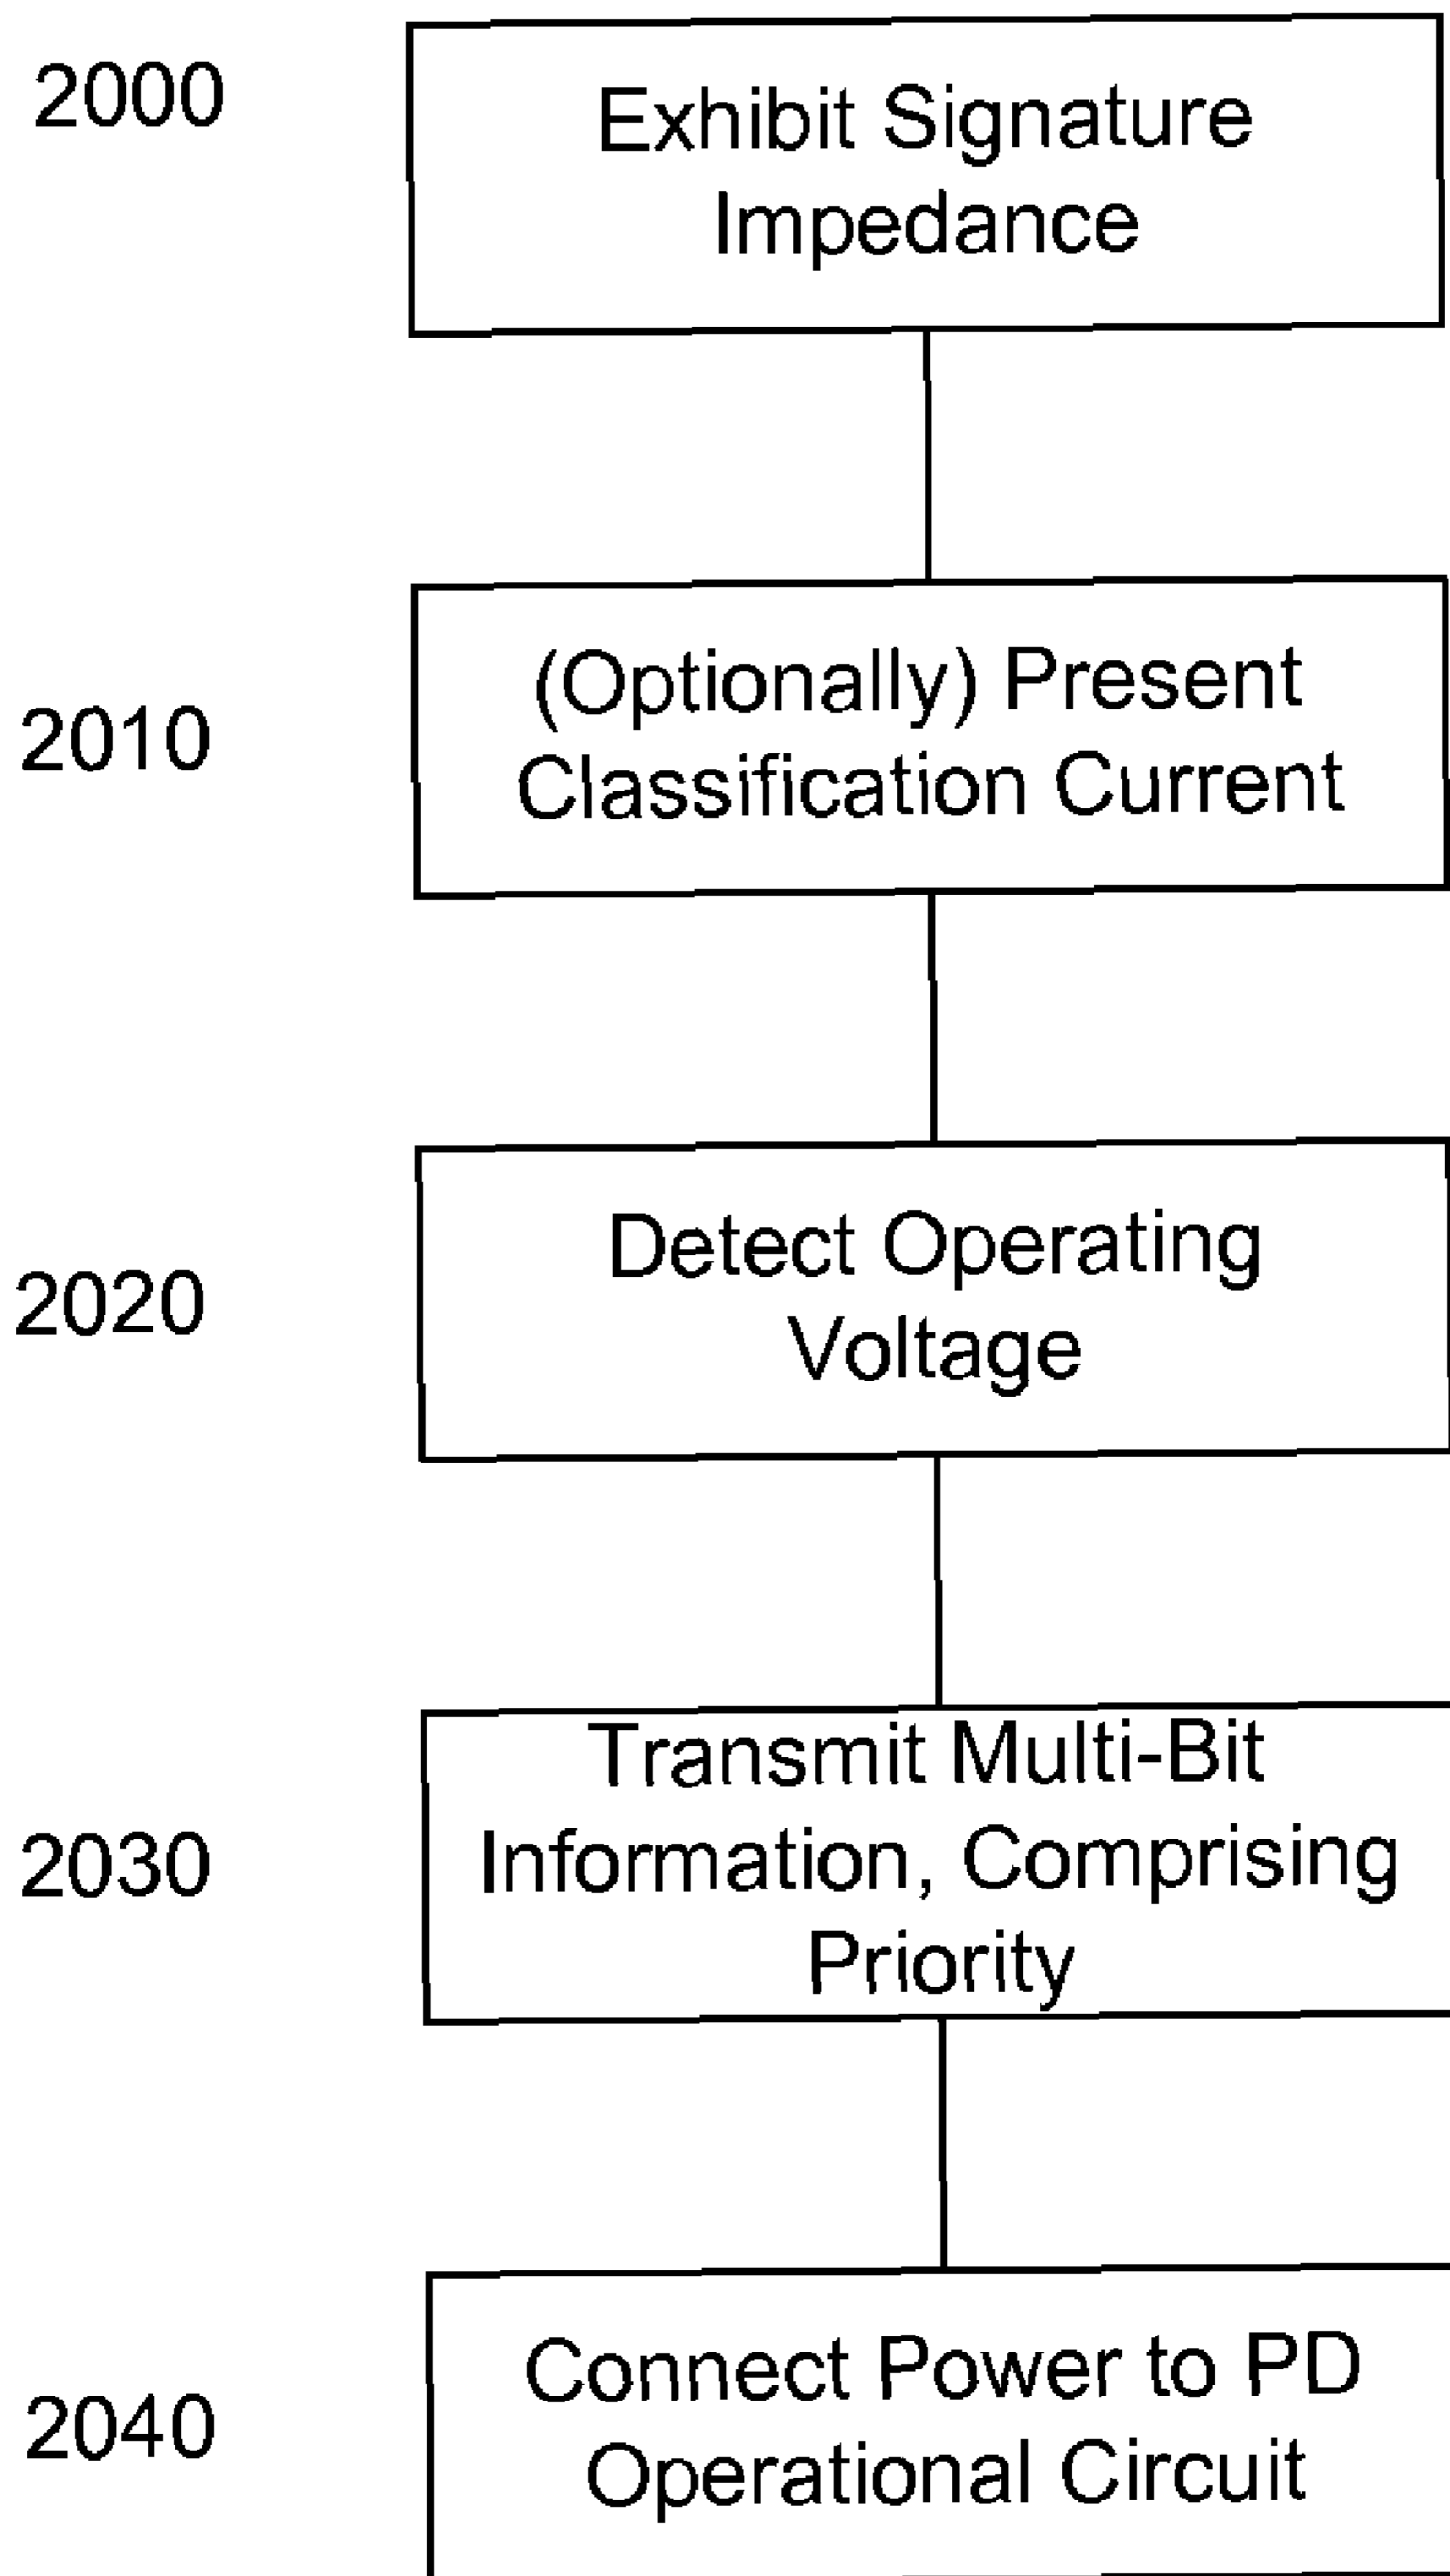 2000
Exhibit Signature
Impedance
2010
(Optionally) Present
Classification Current
2020
Detect Operating
Voltage
2030
Transmit Multi-Bit
Information, Comprising
Priority
2040
Connect Power to PD
Operational Circuit